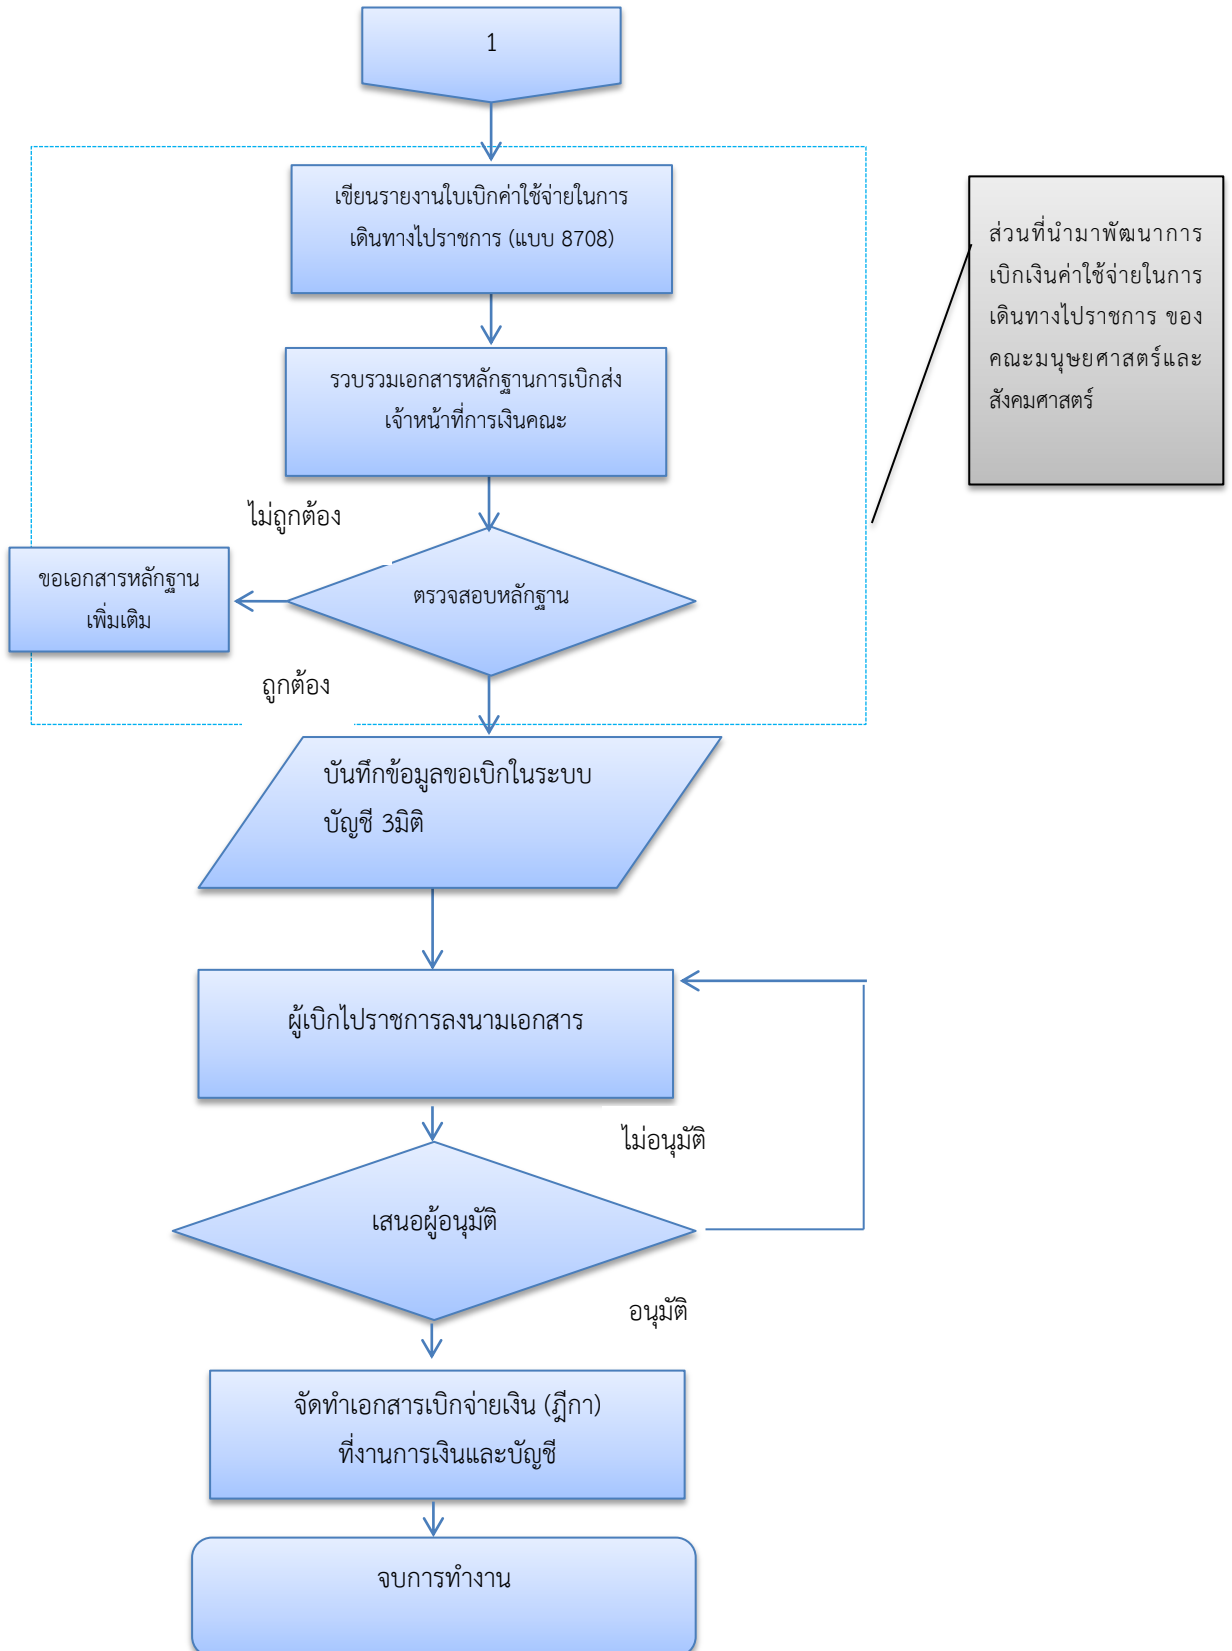 1
เขียนรายงานใบเบิกค่าใช้จ่ายในการ
เดินทางไปราชการ (แบบ 8708)
ส่วนที่นำมาพัฒนาการ
เบิกเงินค่าใช้จ่ายในการ
เดินทางไปราชการ ของ
คณะมนุษยศาสตร์และ
สังคมศาสตร์
รวบรวมเอกสารหลักฐานการเบิกส่ง
เจ้าหน้าที่การเงินคณะ
ไม่ถูกต้อง
ขอเอกสารหลักฐาน
เพิ่มเติม
ตรวจสอบหลักฐาน
ถูกต้อง
บันทึกข้อมูลขอเบิกในระบบ
บัญชี 3มิติ
ผู้เบิกไปราชการลงนามเอกสาร
ไม่อนุมัติ
เสนอผู้อนุมัติ
อนุมัติ
จัดทำเอกสารเบิกจ่ายเงิน (ฎีกา)
ที่งานการเงินและบัญชี
จบการทำงาน